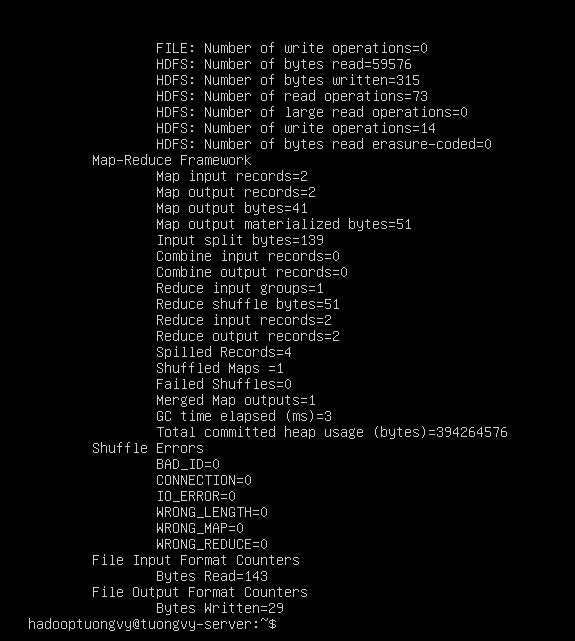 FILE: Number of write operations=0
HDFS: Number of bytes read=59576
HDFS: Number of bytes written=315
HDFS: Number of read operations=73
HDFS: Number of large read operations=0
HDFS: Number of write operations=14
HDFS: Number of bytes read erasure-coded=0
Map-Reduce Framework
Map input records=2
Map output records=2
Map output bytes=41
Map output materialized bytes=51
Input split bytes=139
Combine input records=0
Combine output records=0
Reduce input groups=1
Reduce shuffle bytes=51
Reduce input records=2
Reduce output records=2
Spilled Records=4
Shuffled Maps =1
Failed Shuffles=0
Merged Map outputs=1
GC time elapsed (ms)=3
Total committed heap usage (bytes)=394264576
Shuffle Errors
BAD_ID=0
CONNECTION=0
IO_ERROR=0
WRONG_LENGTH=0
WRONG_MAP=0
WRONG_REDUCE=0
File Input Format Counters
Bytes Read=143
File Output Format Counters
Bytes Written=29
hadooptuongvy@tuongvy-server:~$